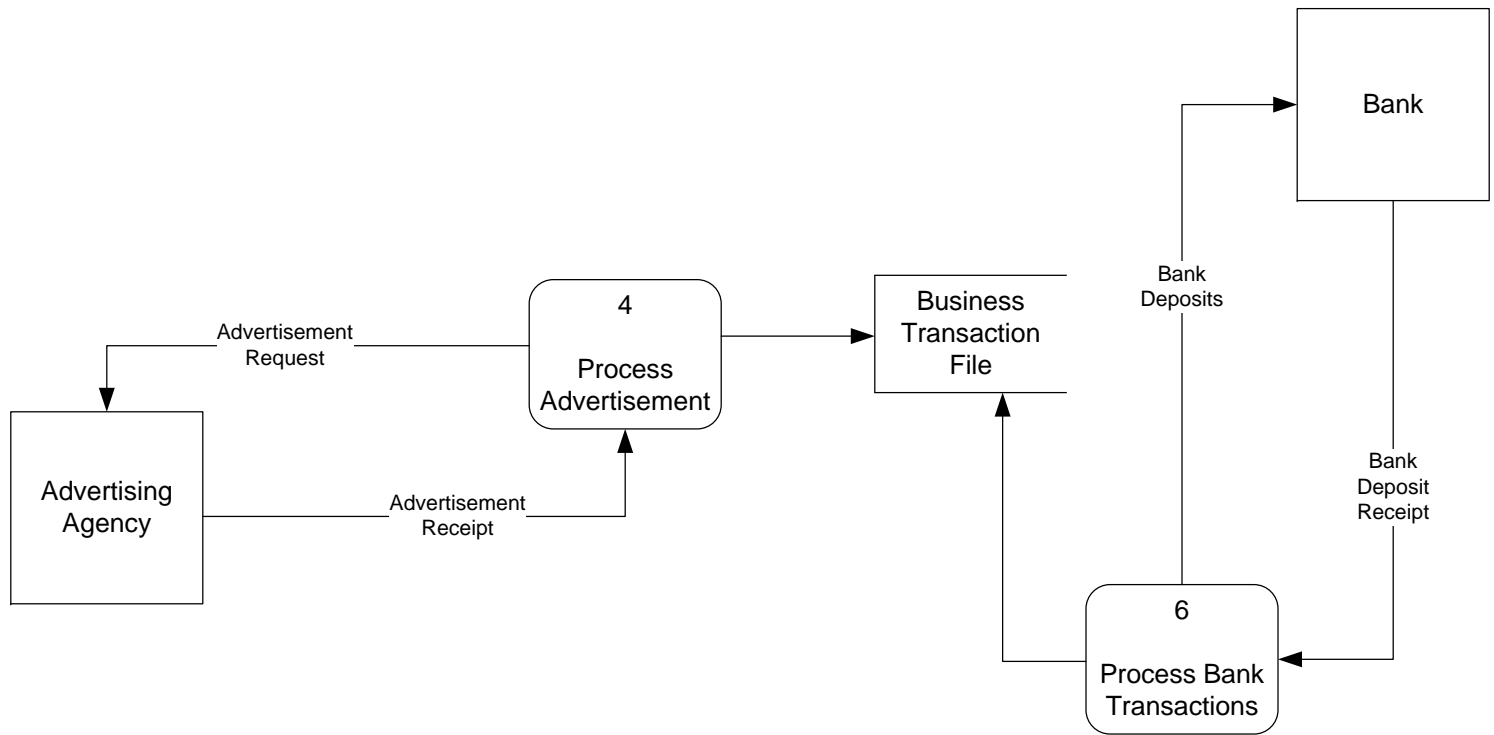 Bank
Bank
Deposits
4
Process
Advertisement
Business
Transaction
File
Advertisement
Request
Advertising
Agency
Advertisement
Receipt
Bank
Deposit
Receipt
6
Process Bank
Transactions